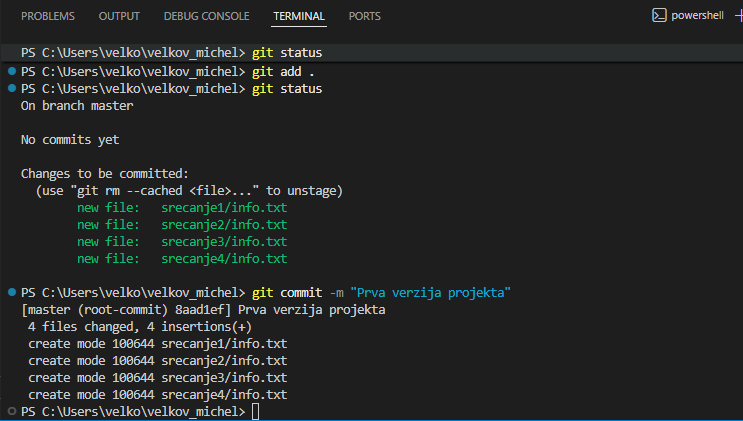 PROBLEMS OUTPUT DEBUG CONSOLE TERMINAL PORTS powershell
PS C:\Users\velko\velkov_michel> git status
PS C:\Users\velko\velkov_michel> git add .
PS C:\Users\velko\velkov_michel> git status
On branch master
No commits yet
Changes to be committed:
(use "git rm --cached <file>..." to unstage)
new file: srecanje1/info.txt
new file: srecanje2/info.txt
new file: srecanje3/info.txt
new file: srecanje4/info.txt
PS C:\Users\velko\velkov_michel> git commit -m "Prva verzija projekta"
[master (root-commit) 8aad1ef] Prva verzija projekta
4 files changed, 4 insertions(+)
create mode 100644 srecanje1/info.txt
create mode 100644 srecanje2/info.txt
create mode 100644 srecanje3/info.txt
create mode 100644 srecanje4/info.txt
PS C:\Users\velko\velkov_michel>